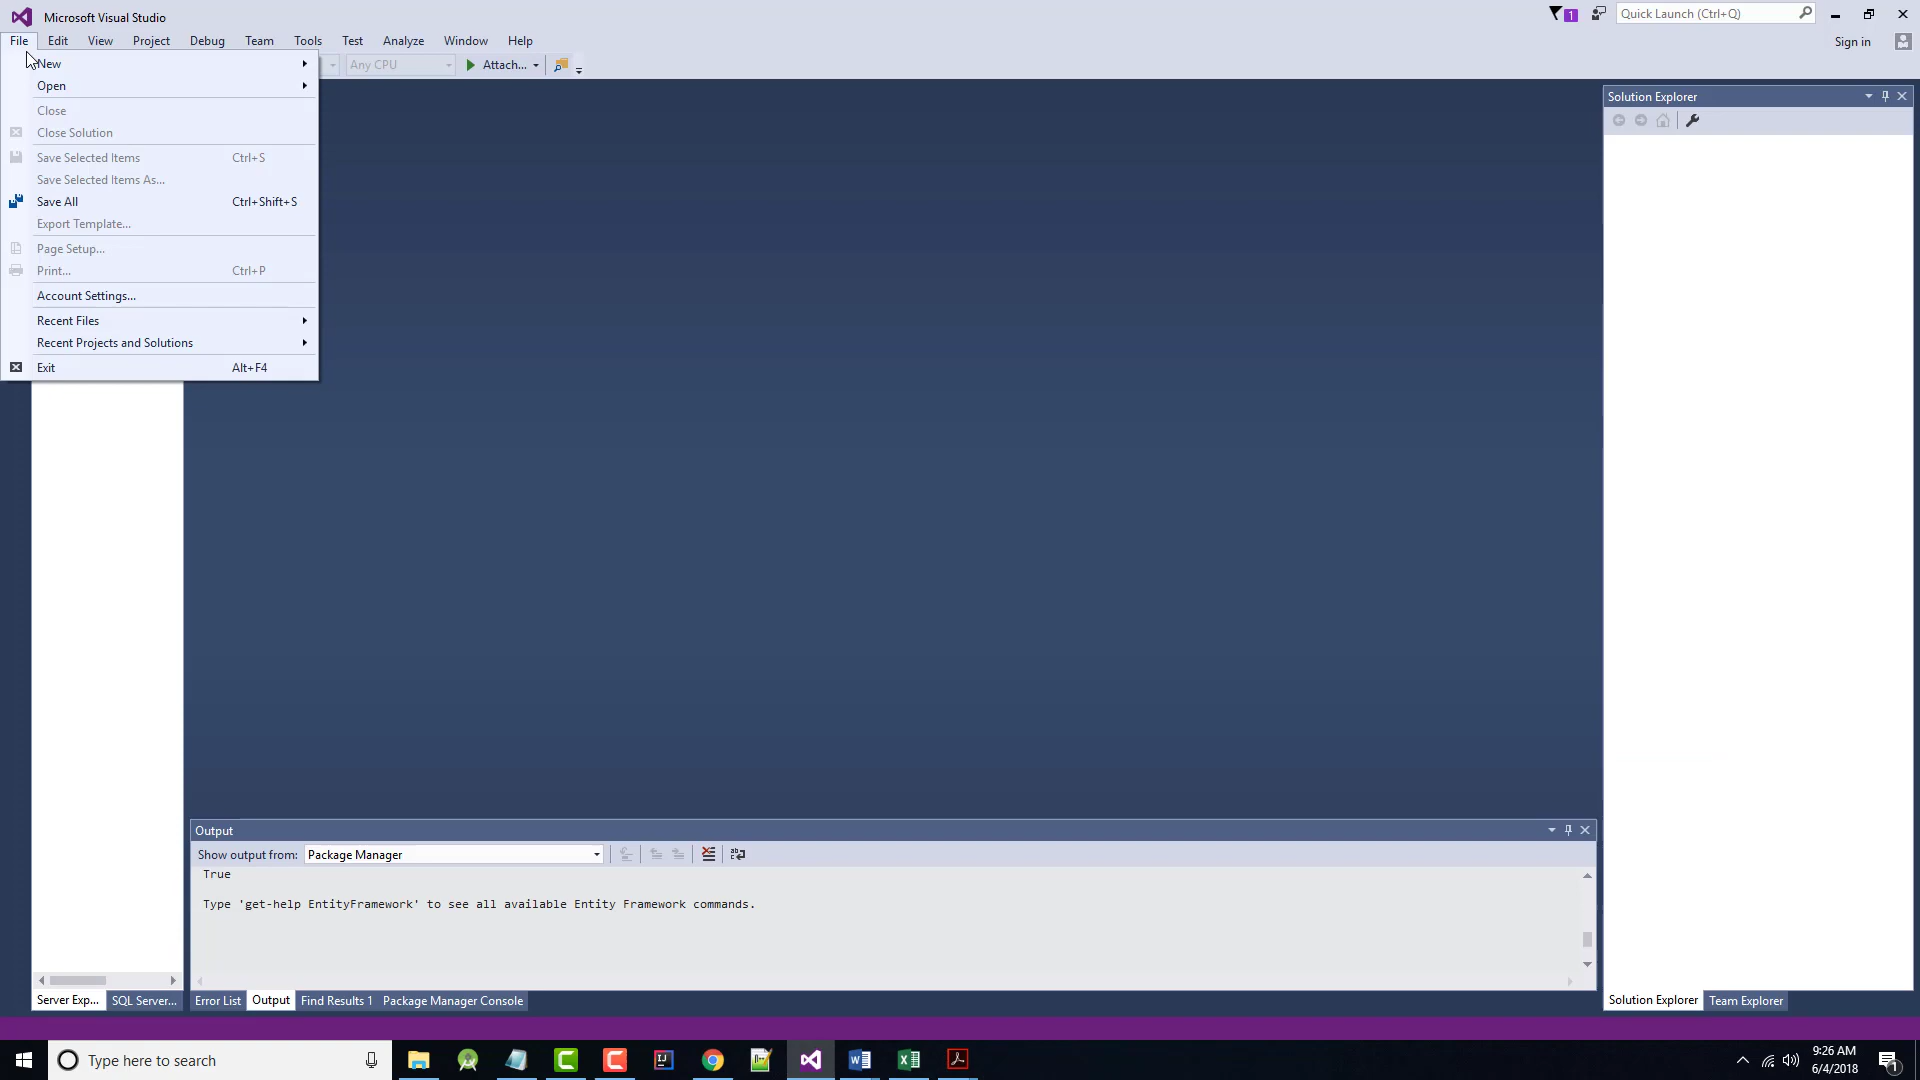 Microsoft Visual Studio
1
Quick Launch (Ctrl+Q)
File Edit View Project Debug Team Tools Test Analyze Window Help
Sign in
New
Any CPU
Attach...
Open
Close
Close Solution
Save Selected Items Ctrl+S
Save Selected Items As...
Save All Ctrl+Shift+S
Export Template...
Page Setup...
Print... Ctrl+P
Account Settings...
Recent Files
Recent Projects and Solutions
Exit Alt+F4
Solution Explorer
Output
Show output from: Package Manager
True
Type 'get-help EntityFramework' to see all available Entity Framework commands.
Server Exp... SQL Server...
Error List Output Find Results 1 Package Manager Console
Solution Explorer Team Explorer
Type here to search
9:26 AM
6/4/2018
1